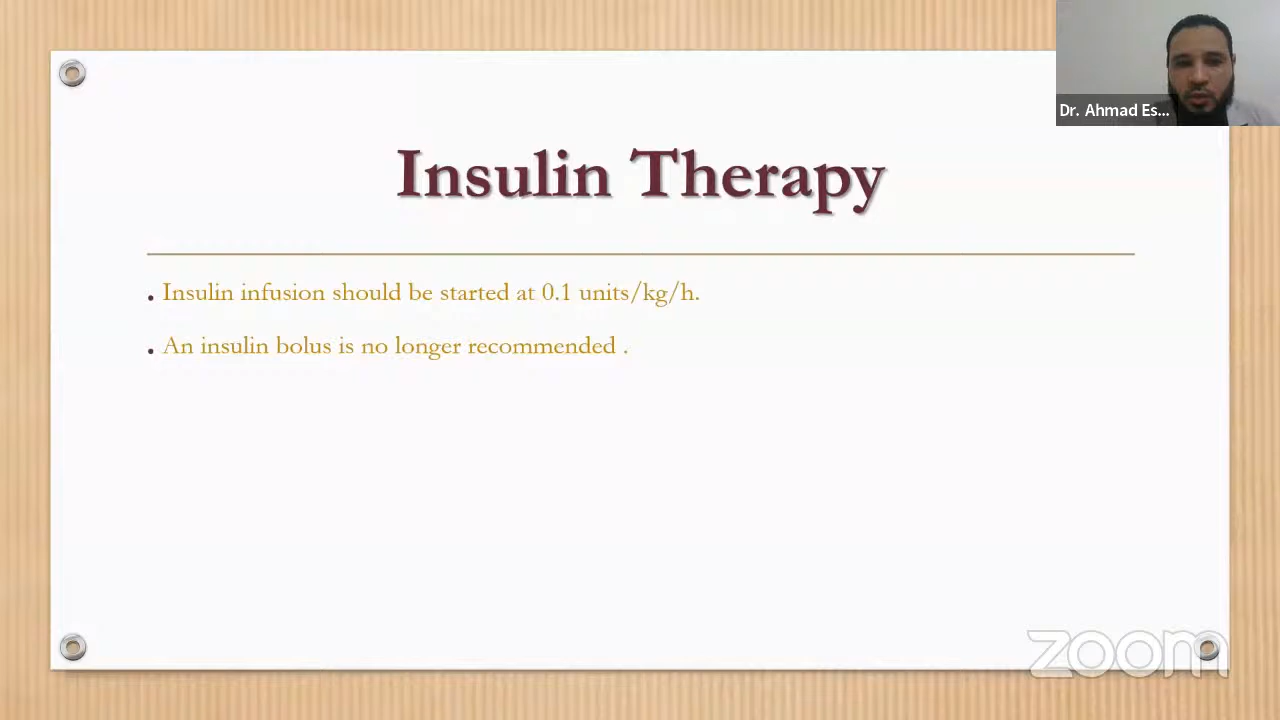 Dr. Ahmad Es...
Insulin Therapy
. Insulin infusion should be started at 0.1 units/kg/h.
. An insulin bolus is no longer recommended .
zoom